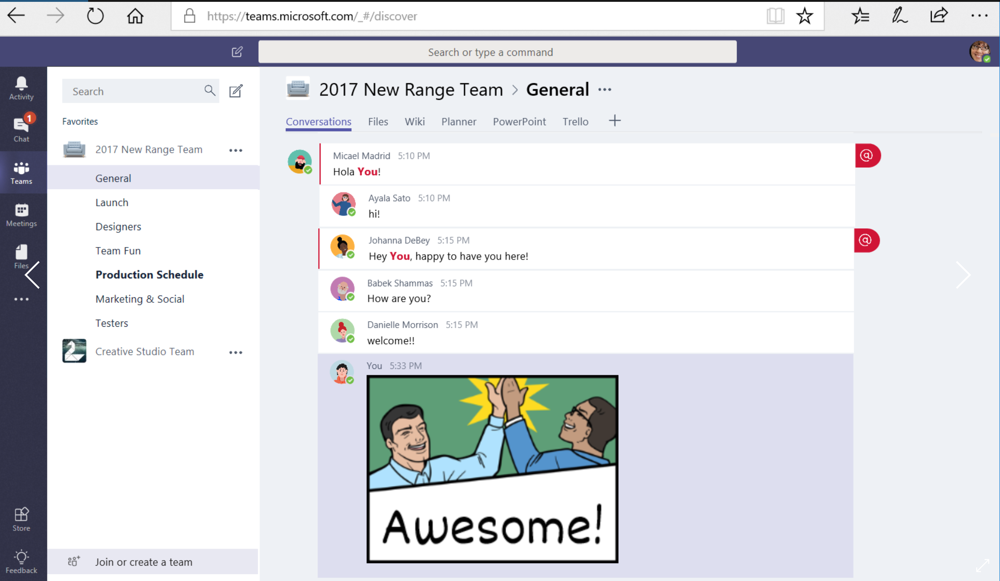 https://teams.microsoft.com/_#/discover
Search or type a command
Activity
1
Chat
Teams
Meetings
Files
Store
Feedback
Search
Favorites
2017 New Range Team
General
Launch
Designers
Team Fun
Production Schedule
Marketing & Social
Testers
Creative Studio Team
Join or create a team
2017 New Range Team > General
Conversations Files Wiki Planner PowerPoint Trello
Micael Madrid 5:10 PM
@
Hola You!
Ayala Sato 5:10 PM
hi!
Johanna DeBey 5:15 PM
@
Hey You, happy to have you here!
Babek Shammas 5:15 PM
How are you?
Danielle Morrison 5:15 PM
welcome!!
You 5:33 PM
Awesome!